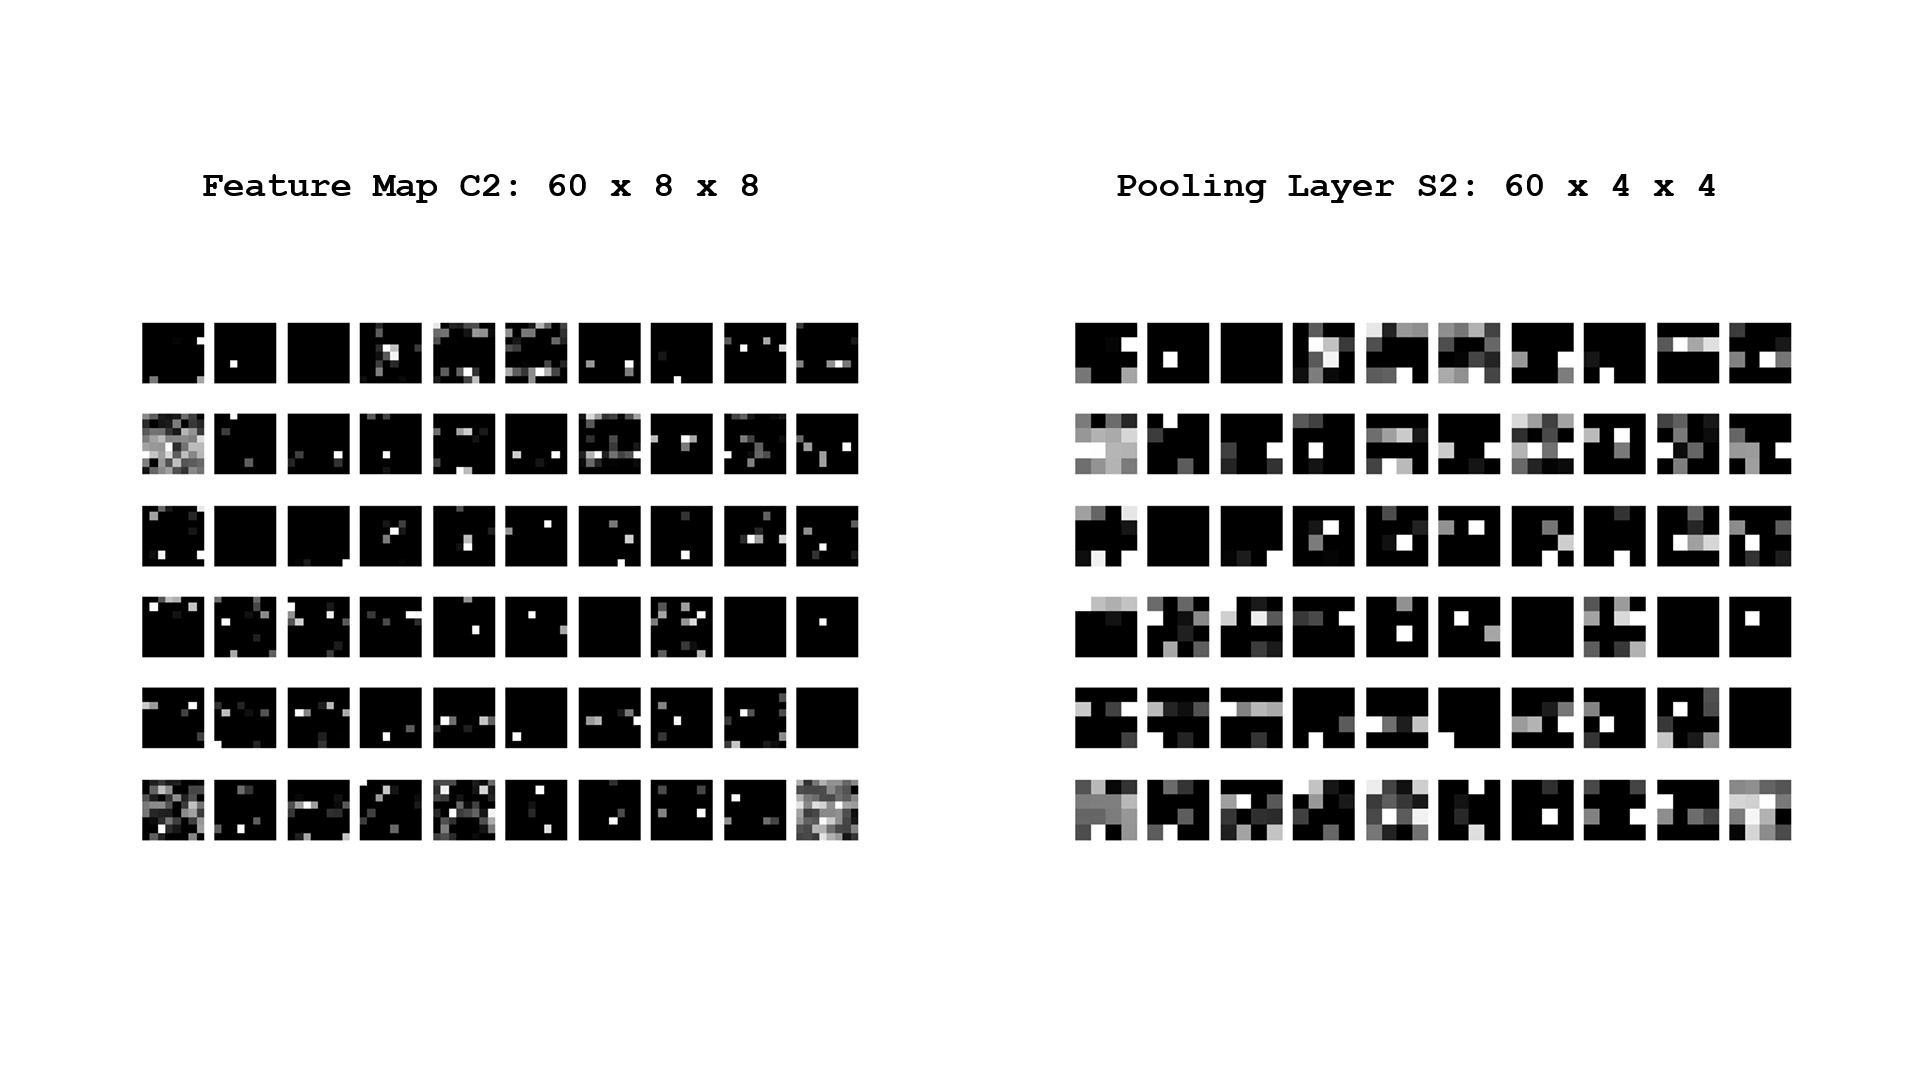 Feature Map C2: 60 x 8 x 8
Pooling Layer S2: 60 x 4 x 4